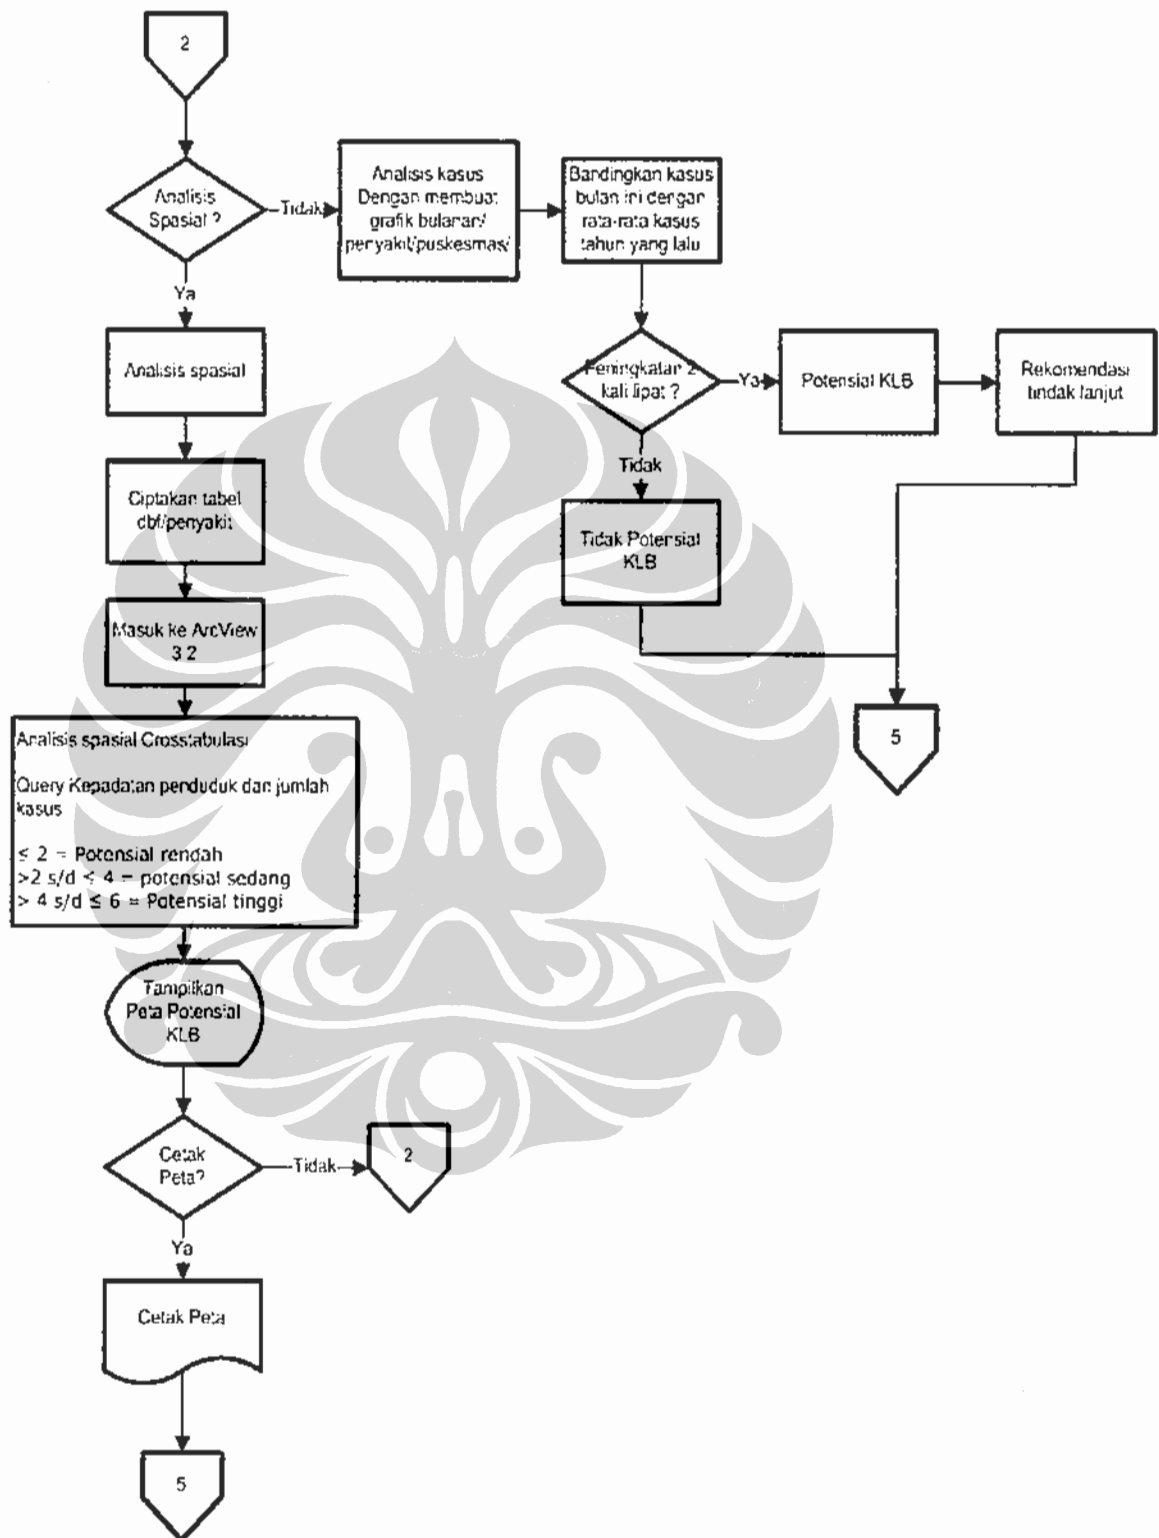 2
Analisis
Spasial ?
Tidak
Analisis kasus
Dengan membuat
grafik bulanan/
penyakit/puskesmas/
Bandingkan kasus
bulan ini dengan
rata-rata kasus
tahun yang lalu
Ya
Analisis spasial
Peningkatan 2
kali lipat ?
Ya
Potensial KLB
Rekomendasi
tindak lanjut
Tidak
Tidak Potensial
KLB
Ciptakan tabel
dbf/penyakit
Masuk ke ArcView
3.2
5
Analisis spasial Crosstabulasi
Query Kepadatan penduduk dan jumlah
kasus
≤ 2 = Potensial rendah
>2 s/d ≤ 4 = potensial sedang
> 4 s/d ≤ 6 = Potensial tinggi
Tampilkan
Peta Potensial
KLB
Cetak
Peta?
Tidak
2
Ya
Cetak Peta
5